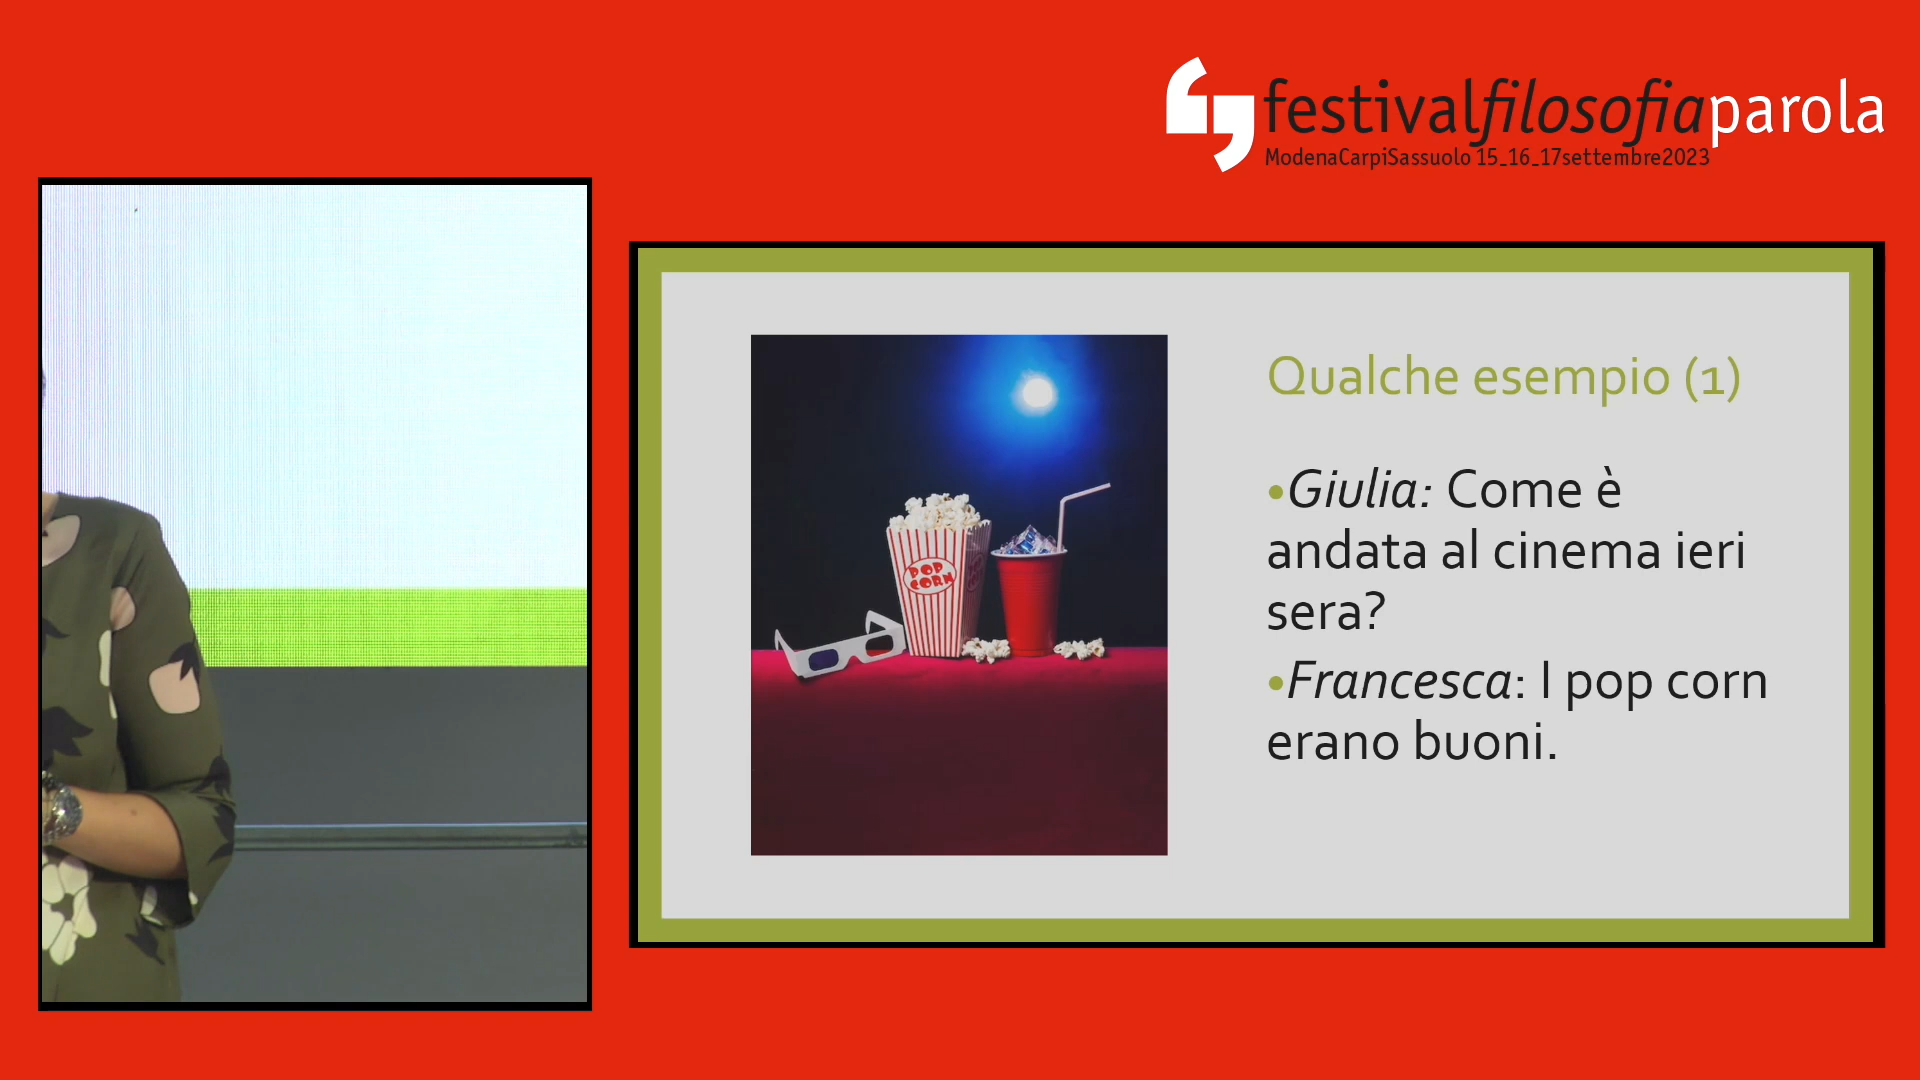 festivalfilosofiaparola
ModenaCarpiSassuolo 15_16_17settembre2023
Qualche esempio (1)
•Giulia: Come è
andata al cinema ieri
sera?
•Francesca: I pop corn
erano buoni.
POP
CORN